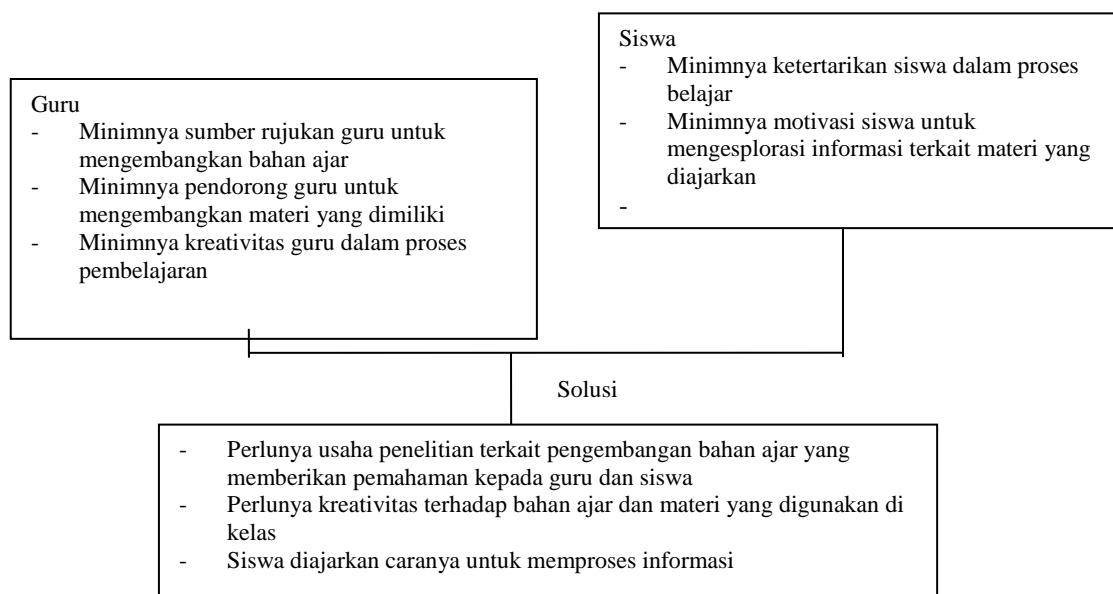 Guru
- Minimnya sumber rujukan guru untuk
mengembangkan bahan ajar
- Minimnya pendorong guru untuk
mengembangkan materi yang dimiliki
- Minimnya kreativitas guru dalam proses
pembelajaran
Siswa
- Minimnya ketertarikan siswa dalam proses
belajar
- Minimnya motivasi siswa untuk
mengesplorasi informasi terkait materi yang
diajarkan
-
Solusi
- Perlunya usaha penelitian terkait pengembangan bahan ajar yang
memberikan pemahaman kepada guru dan siswa
- Perlunya kreativitas terhadap bahan ajar dan materi yang digunakan di
kelas
- Siswa diajarkan caranya untuk memproses informasi